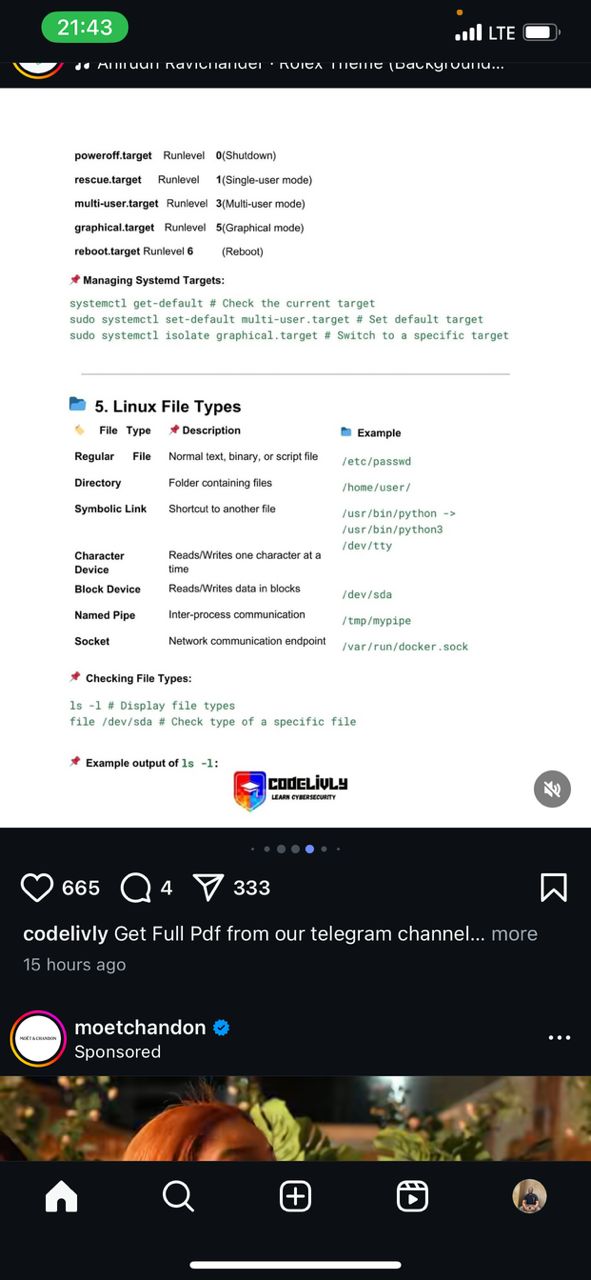 21:43
LTE
Anirudh Ravichander · Rolex Theme (Background...
poweroff.target Runlevel 0(Shutdown)
rescue.target Runlevel 1(Single-user mode)
multi-user.target Runlevel 3(Multi-user mode)
graphical.target Runlevel 5(Graphical mode)
reboot.target Runlevel 6 (Reboot)
📌 Managing Systemd Targets:
systemctl get-default # Check the current target
sudo systemctl set-default multi-user.target # Set default target
sudo systemctl isolate graphical.target # Switch to a specific target
5. Linux File Types
File Type 📌 Description Example
Regular File Normal text, binary, or script file /etc/passwd
Directory Folder containing files /home/user/
Symbolic Link Shortcut to another file /usr/bin/python ->
/usr/bin/python3
Character Device Reads/Writes one character at a time /dev/tty
Block Device Reads/Writes data in blocks /dev/sda
Named Pipe Inter-process communication /tmp/mypipe
Socket Network communication endpoint /var/run/docker.sock
📌 Checking File Types:
ls -l # Display file types
file /dev/sda # Check type of a specific file
📌 Example output of ls -l:
CODELIVLY
LEARN CYBERSECURITY
665 4 333
codelivly Get Full Pdf from our telegram channel... more
15 hours ago
MOËT & CHANDON
moetchandon
Sponsored